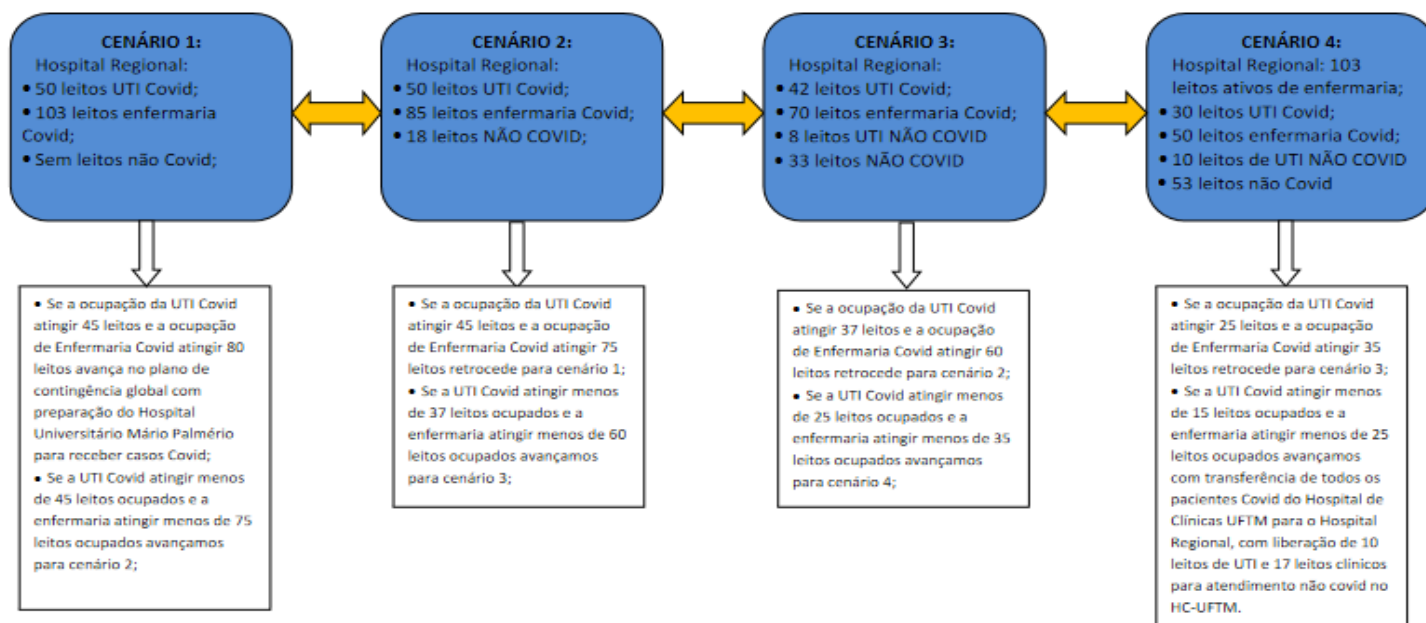 CENÁRIO 1:
Hospital Regional:
• 50 leitos UTI Covid;
• 103 leitos enfermaria
Covid;
• Sem leitos não Covid;
CENÁRIO 2:
Hospital Regional:
• 50 leitos UTI Covid;
• 85 leitos enfermaria Covid;
• 18 leitos NÃO COVID;
CENÁRIO 3:
Hospital Regional:
• 42 leitos UTI Covid;
• 70 leitos enfermaria Covid;
• 8 leitos UTI NÃO COVID
• 33 leitos NÃO COVID
CENÁRIO 4:
Hospital Regional: 103
leitos ativos de enfermaria;
• 30 leitos UTI Covid;
• 50 leitos enfermaria Covid;
• 10 leitos de UTI NÃO COVID
• 53 leitos não Covid
• Se a ocupação da UTI Covid
atingir 45 leitos e a ocupação
de Enfermaria Covid atingir 80
leitos avança no plano de
contingência global com
preparação do Hospital
Universitário Mário Palmério
para receber casos Covid;
• Se a UTI Covid atingir menos
de 45 leitos ocupados e a
enfermaria atingir menos de 75
leitos ocupados avançamos
para cenário 2;
• Se a ocupação da UTI Covid
atingir 45 leitos e a ocupação
de Enfermaria Covid atingir 75
leitos retrocede para cenário 1;
• Se a UTI Covid atingir menos de
37 leitos ocupados e a
enfermaria atingir menos de 60
leitos ocupados avançamos
para cenário 3;
• Se a ocupação da UTI Covid
atingir 37 leitos e a ocupação
de Enfermaria Covid atingir 60
leitos retrocede para cenário 2;
• Se a UTI Covid atingir menos
de 25 leitos ocupados e a
enfermaria atingir menos de 35
leitos ocupados avançamos
para cenário 4;
• Se a ocupação da UTI Covid
atingir 25 leitos e a ocupação
de Enfermaria Covid atingir 35
leitos retrocede para cenário 3;
• Se a UTI Covid atingir menos de
15 leitos ocupados e a
enfermaria atingir menos de 25
leitos ocupados avançamos
com transferência de todos os
pacientes Covid do Hospital de
Clínicas UFTM para o Hospital
Regional, com liberação de 10
leitos de UTI e 17 leitos clínicos
para atendimento não covid no
HC-UFTM.